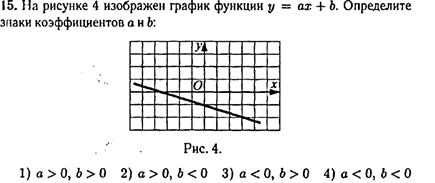 15. На рисунке 4 изображен график функции y = ax + b. Определите
знаки коэффициентов a и b:
y
O
x
Рис. 4.
1) a > 0, b > 0 2) a > 0, b < 0 3) a < 0, b > 0 4) a < 0, b < 0